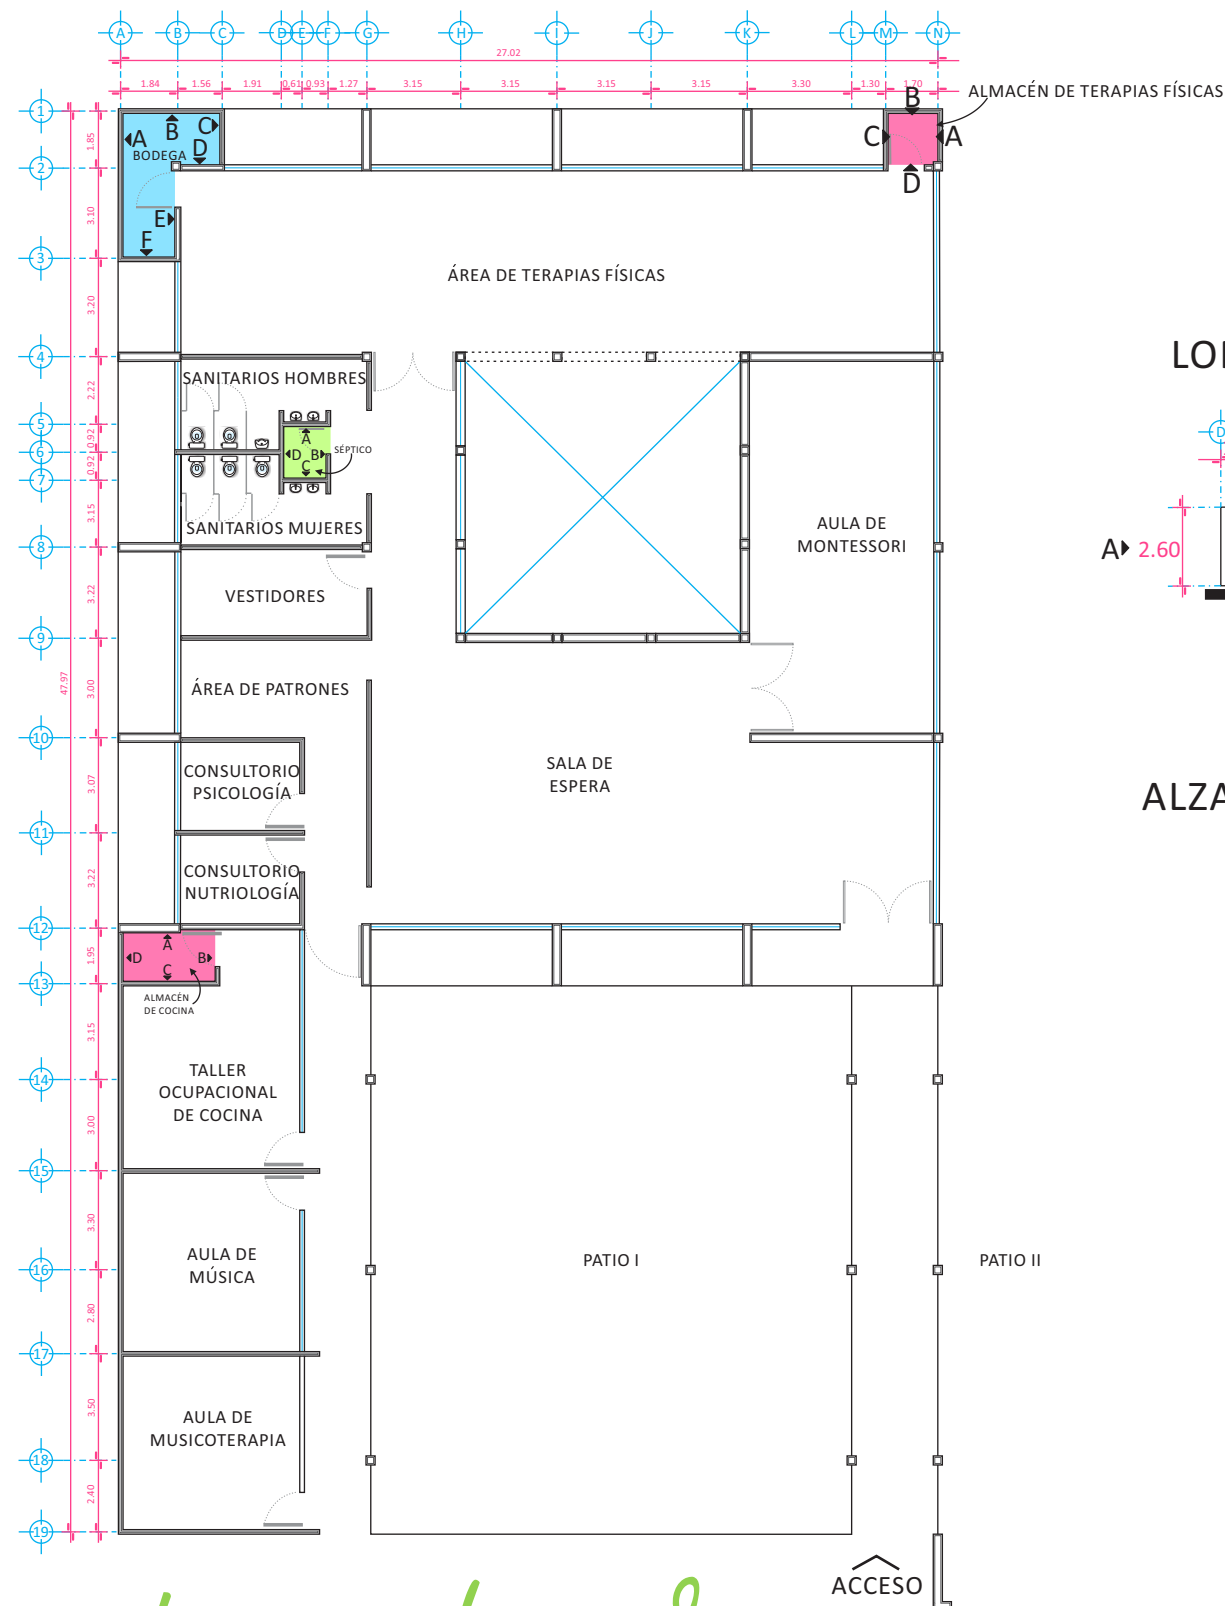 A B C D E F G H I J K L M N
27.02
1.84 1.56 1.91 0.61 0.93 1.27 3.15 3.15 3.15 3.15 3.30 1.30 1.70
ALMACÉN DE TERAPIAS FÍSICAS
1
1.85
A B C D
BODEGA
B
C A
D
2
3.10
E
F
3
ÁREA DE TERAPIAS FÍSICAS
3.20
4
LO
SANITARIOS HOMBRES
2.22
5
0.92
6
0.92
7
A
D B
C
SÉPTICO
D
3.15
SANITARIOS MUJERES
AULA DE
MONTESSORI
8
A 2.60
3.22
VESTIDORES
9
47.97
3.00
ÁREA DE PATRONES
10
SALA DE
ESPERA
3.07
CONSULTORIO
PSICOLOGÍA
ALZA
11
3.22
CONSULTORIO
NUTRIOLOGÍA
12
1.95
A
D B
C
13
ALMACÉN
DE COCINA
3.15
TALLER
OCUPACIONAL
DE COCINA
14
3.00
15
3.30
AULA DE
MÚSICA
PATIO I
PATIO II
16
2.80
17
3.50
AULA DE
MUSICOTERAPIA
18
2.40
19
ACCESO